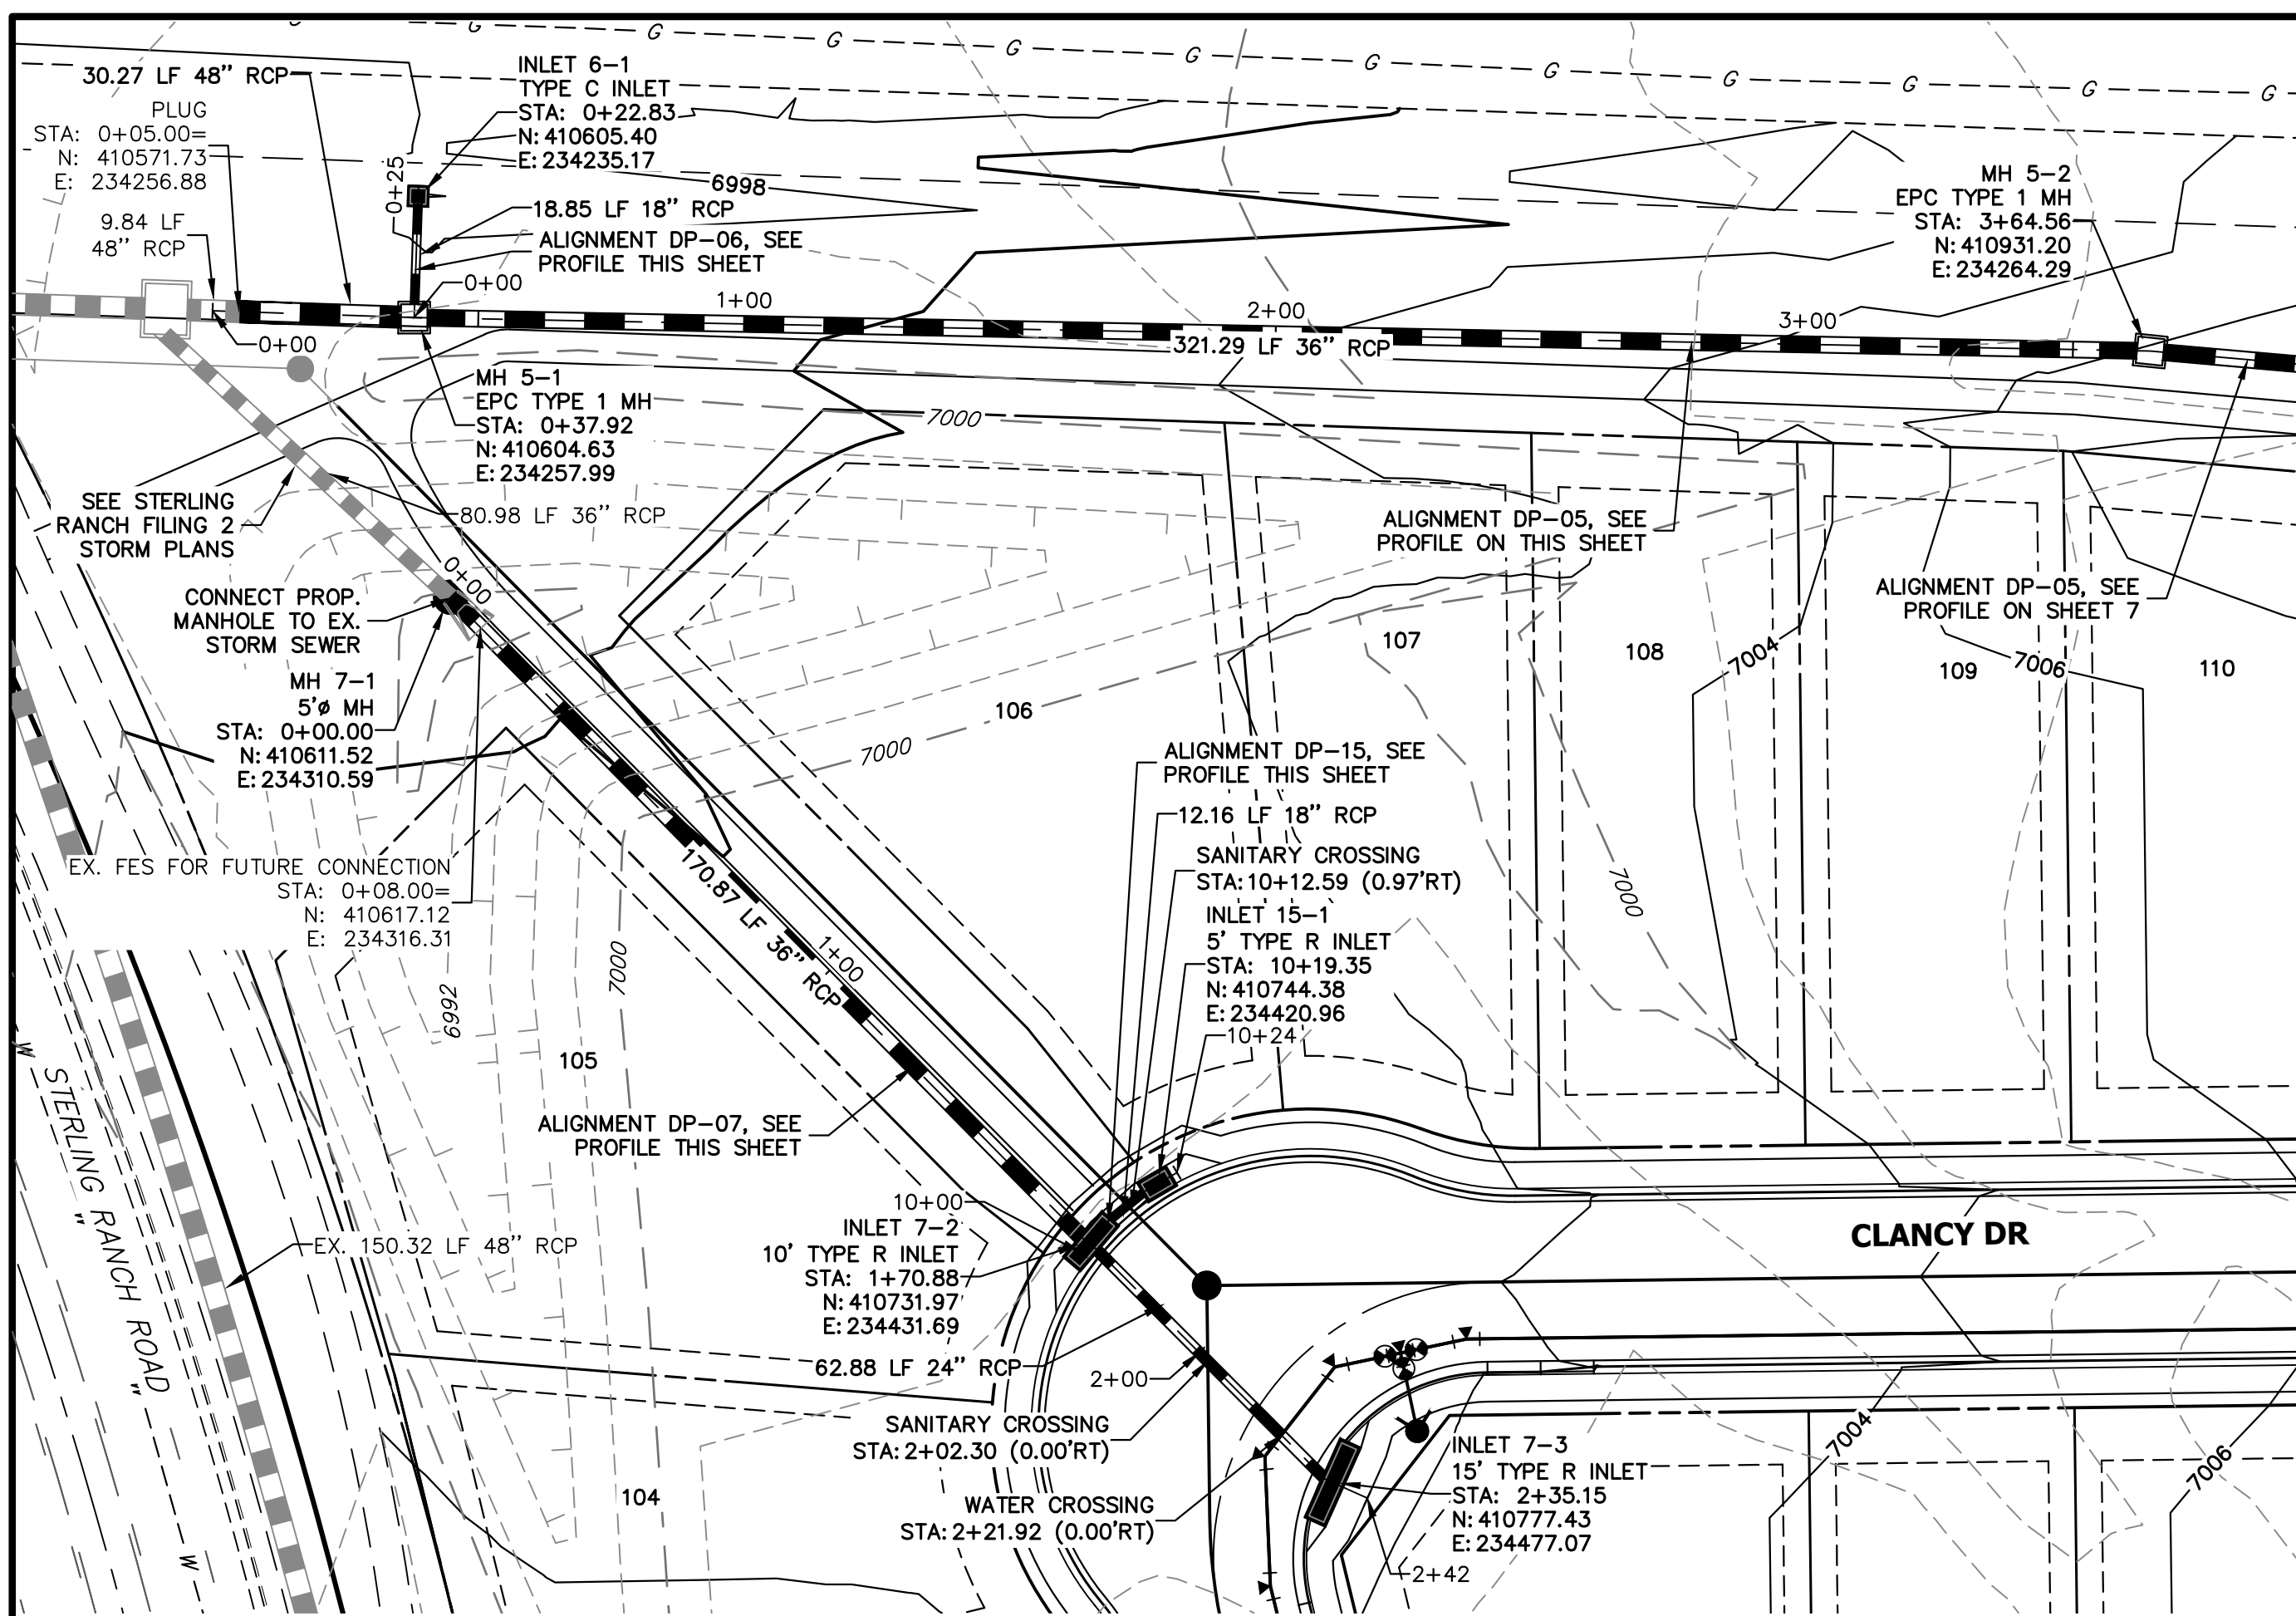 G G G G G G G G G G G
30.27 LF 48” RCP
INLET 6-1
TYPE C INLET
STA: 0+22.83
N: 410605.40
E: 234235.17
PLUG
STA: 0+05.00=
N: 410571.73
E: 234256.88
9.84 LF
48” RCP
0+25
6998
18.85 LF 18” RCP
ALIGNMENT DP-06, SEE
PROFILE THIS SHEET
MH 5-2
EPC TYPE 1 MH
STA: 3+64.56
N: 410931.20
E: 234264.29
0+00
1+00
2+00
3+00
0+00
321.29 LF 36” RCP
MH 5-1
EPC TYPE 1 MH
STA: 0+37.92
N: 410604.63
E: 234257.99
7000
SEE STERLING
RANCH FILING 2
STORM PLANS
80.98 LF 36” RCP
ALIGNMENT DP-05, SEE
PROFILE ON THIS SHEET
ALIGNMENT DP-05, SEE
PROFILE ON SHEET 7
0+00
CONNECT PROP.
MANHOLE TO EX.
STORM SEWER
107
108
7004
109
7006
110
MH 7-1
5'ø MH
STA: 0+00.00
N: 410611.52
E: 234310.59
106
7000
ALIGNMENT DP-15, SEE
PROFILE THIS SHEET
12.16 LF 18” RCP
SANITARY CROSSING
STA: 10+12.59 (0.97'RT)
7000
EX. FES FOR FUTURE CONNECTION
STA: 0+08.00=
N: 410617.12
E: 234316.31
170.87 LF 36” RCP
1+00
INLET 15-1
5' TYPE R INLET
STA: 10+19.35
N: 410744.38
E: 234420.96
10+24
6992
7000
105
W
STERLING RANCH ROAD
ALIGNMENT DP-07, SEE
PROFILE THIS SHEET
10+00
INLET 7-2
10' TYPE R INLET
STA: 1+70.88
N: 410731.97
E: 234431.69
CLANCY DR
EX. 150.32 LF 48” RCP
62.88 LF 24” RCP
2+00
SANITARY CROSSING
STA: 2+02.30 (0.00'RT)
7004
7006
INLET 7-3
15' TYPE R INLET
STA: 2+35.15
N: 410777.43
E: 234477.07
104
WATER CROSSING
STA: 2+21.92 (0.00'RT)
W
2+42